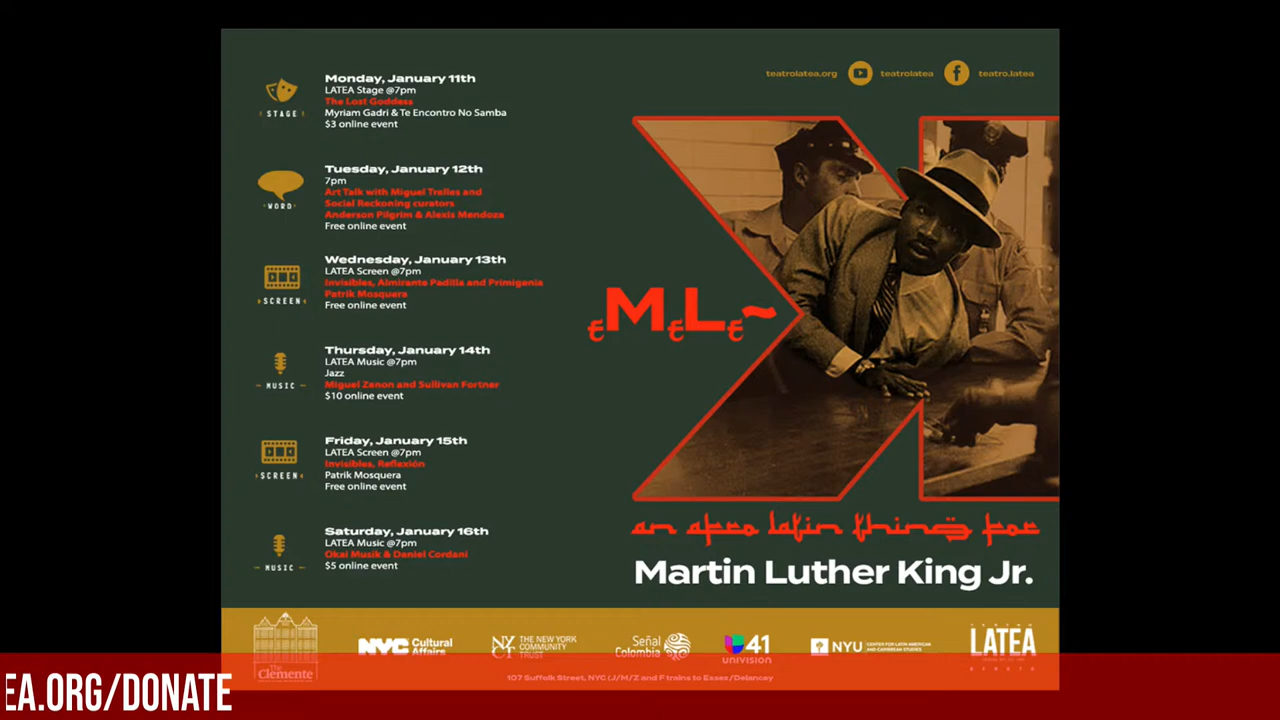 Monday, January 11th
LATEA Stage @7pm
The Lost Goddess
Myriam Gadri & Te Encontro No Samba
$3 online event
STAGE
Tuesday, January 12th
7pm
Art Talk with Miguel Trelles and
Social Reckoning curators
Anderson Pilgrim & Alexis Mendoza
Free online event
WORD
Wednesday, January 13th
LATEA Screen @7pm
Invisibles, Almirante Padilla and Primigenia
Patrik Mosquera
Free online event
SCREEN
Thursday, January 14th
LATEA Music @7pm
Jazz
Miguel Zenon and Sullivan Fortner
$10 online event
MUSIC
Friday, January 15th
LATEA Screen @7pm
Invisibles, Reflexión
Patrik Mosquera
Free online event
SCREEN
Saturday, January 16th
LATEA Music @7pm
Okai Musik & Daniel Cordani
$5 online event
MUSIC
teatrolatea.org teatrolatea teatro.latea
MLK
an afro latin thing for
Martin Luther King Jr.
The Clemente
NYC Cultural Affairs
NYCT THE NEW YORK COMMUNITY TRUST
Señal Colombia
41 UNIVISION
NYU CENTER FOR LATIN AMERICAN AND CARIBBEAN STUDIES
LATEA
107 Suffolk Street, NYC (J/M/Z and F trains to Essex/Delancey
EA.ORG/DONATE